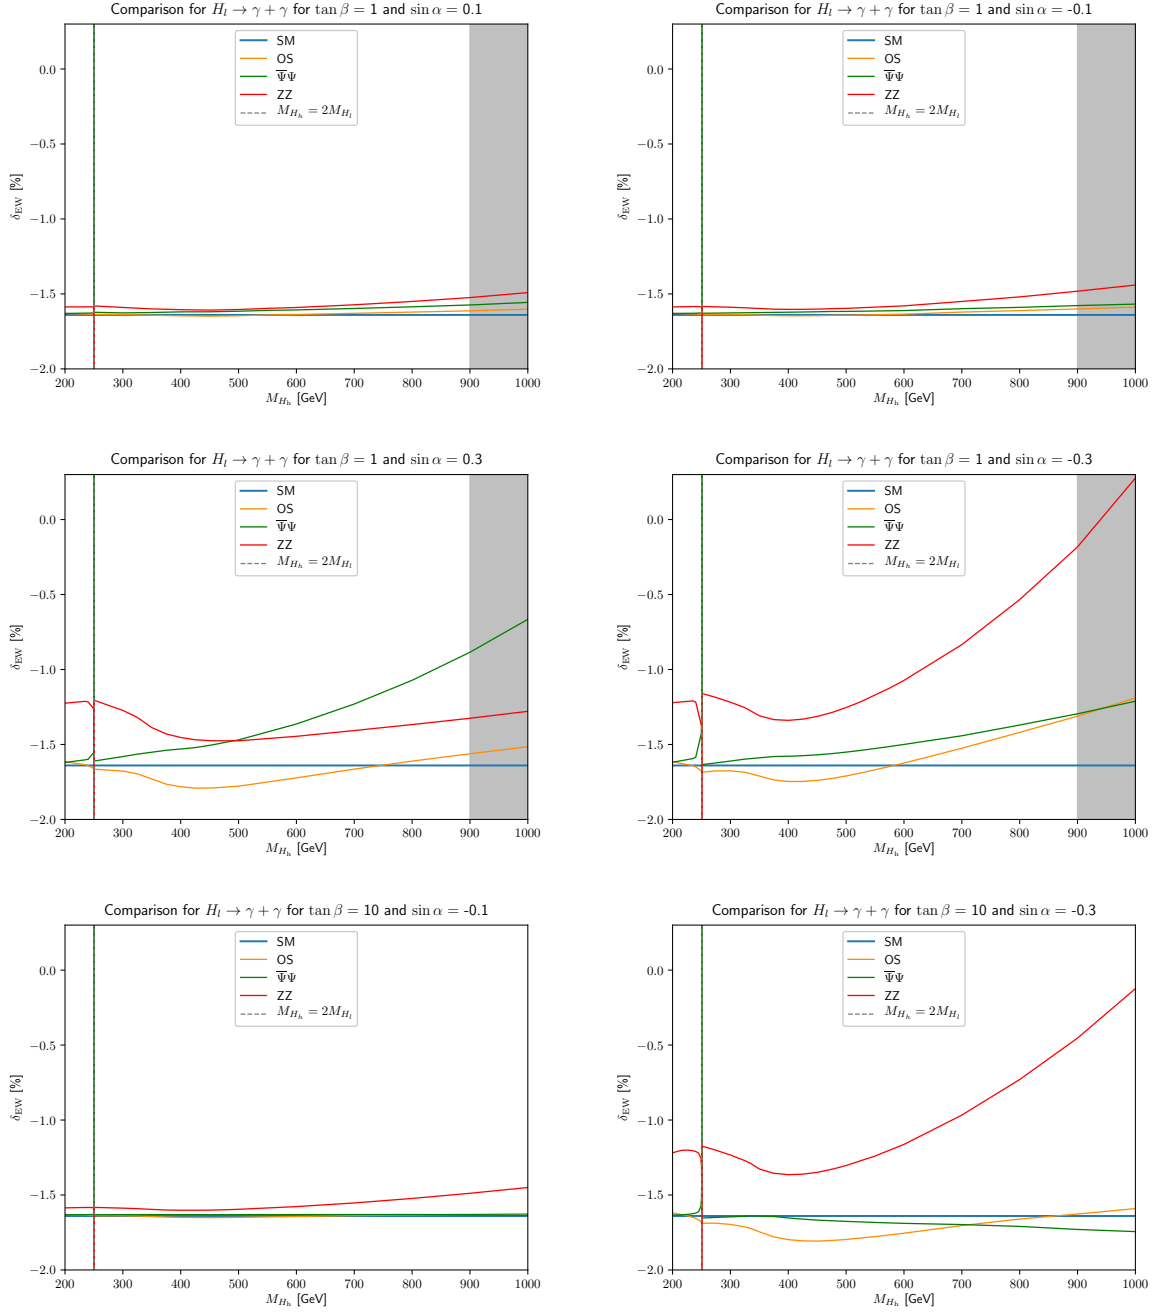 Comparison for H_l → γ + γ for tan β = 1 and sin α = 0.1
SM
OS
Ψ̅Ψ
ZZ
M_{H_h} = 2M_{H_l}
0.0
−0.5
−1.0
−1.5
−2.0
δ_EW [%]
200 300 400 500 600 700 800 900 1000
M_{H_h} [GeV]
Comparison for H_l → γ + γ for tan β = 1 and sin α = -0.1
SM
OS
Ψ̅Ψ
ZZ
M_{H_h} = 2M_{H_l}
0.0
−0.5
−1.0
−1.5
−2.0
δ_EW [%]
200 300 400 500 600 700 800 900 1000
M_{H_h} [GeV]
Comparison for H_l → γ + γ for tan β = 1 and sin α = 0.3
SM
OS
Ψ̅Ψ
ZZ
M_{H_h} = 2M_{H_l}
0.0
−0.5
−1.0
−1.5
−2.0
δ_EW [%]
200 300 400 500 600 700 800 900 1000
M_{H_h} [GeV]
Comparison for H_l → γ + γ for tan β = 1 and sin α = -0.3
SM
OS
Ψ̅Ψ
ZZ
M_{H_h} = 2M_{H_l}
0.0
−0.5
−1.0
−1.5
−2.0
δ_EW [%]
200 300 400 500 600 700 800 900 1000
M_{H_h} [GeV]
Comparison for H_l → γ + γ for tan β = 10 and sin α = -0.1
SM
OS
Ψ̅Ψ
ZZ
M_{H_h} = 2M_{H_l}
0.0
−0.5
−1.0
−1.5
−2.0
δ_EW [%]
200 300 400 500 600 700 800 900 1000
M_{H_h} [GeV]
Comparison for H_l → γ + γ for tan β = 10 and sin α = -0.3
SM
OS
Ψ̅Ψ
ZZ
M_{H_h} = 2M_{H_l}
0.0
−0.5
−1.0
−1.5
−2.0
δ_EW [%]
200 300 400 500 600 700 800 900 1000
M_{H_h} [GeV]